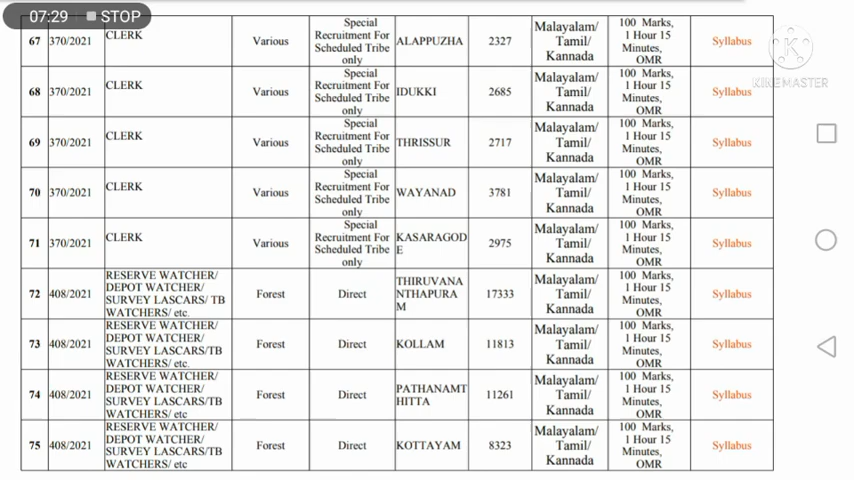 07:29 STOP
KINEMASTER
67 370/2021 CLERK Various Special Recruitment For Scheduled Tribe only ALAPPUZHA 2327 Malayalam/ Tamil/ Kannada 100 Marks, 1 Hour 15 Minutes, OMR Syllabus
68 370/2021 CLERK Various Special Recruitment For Scheduled Tribe only IDUKKI 2685 Malayalam/ Tamil/ Kannada 100 Marks, 1 Hour 15 Minutes, OMR Syllabus
69 370/2021 CLERK Various Special Recruitment For Scheduled Tribe only THRISSUR 2717 Malayalam/ Tamil/ Kannada 100 Marks, 1 Hour 15 Minutes, OMR Syllabus
70 370/2021 CLERK Various Special Recruitment For Scheduled Tribe only WAYANAD 3781 Malayalam/ Tamil/ Kannada 100 Marks, 1 Hour 15 Minutes, OMR Syllabus
71 370/2021 CLERK Various Special Recruitment For Scheduled Tribe only KASARAGOD E 2975 Malayalam/ Tamil/ Kannada 100 Marks, 1 Hour 15 Minutes, OMR Syllabus
72 408/2021 RESERVE WATCHER/ DEPOT WATCHER/ SURVEY LASCARS/ TB WATCHERS/ etc. Forest Direct THIRUVANA NTHAPURA M 17333 Malayalam/ Tamil/ Kannada 100 Marks, 1 Hour 15 Minutes, OMR Syllabus
73 408/2021 RESERVE WATCHER/ DEPOT WATCHER/ SURVEY LASCARS/TB WATCHERS/ etc. Forest Direct KOLLAM 11813 Malayalam/ Tamil/ Kannada 100 Marks, 1 Hour 15 Minutes, OMR Syllabus
74 408/2021 RESERVE WATCHER/ DEPOT WATCHER/ SURVEY LASCARS/TB WATCHERS/ etc Forest Direct PATHANAMT HITTA 11261 Malayalam/ Tamil/ Kannada 100 Marks, 1 Hour 15 Minutes, OMR Syllabus
75 408/2021 RESERVE WATCHER/ DEPOT WATCHER/ SURVEY LASCARS/TB WATCHERS/ etc Forest Direct KOTTAYAM 8323 Malayalam/ Tamil/ Kannada 100 Marks, 1 Hour 15 Minutes, OMR Syllabus